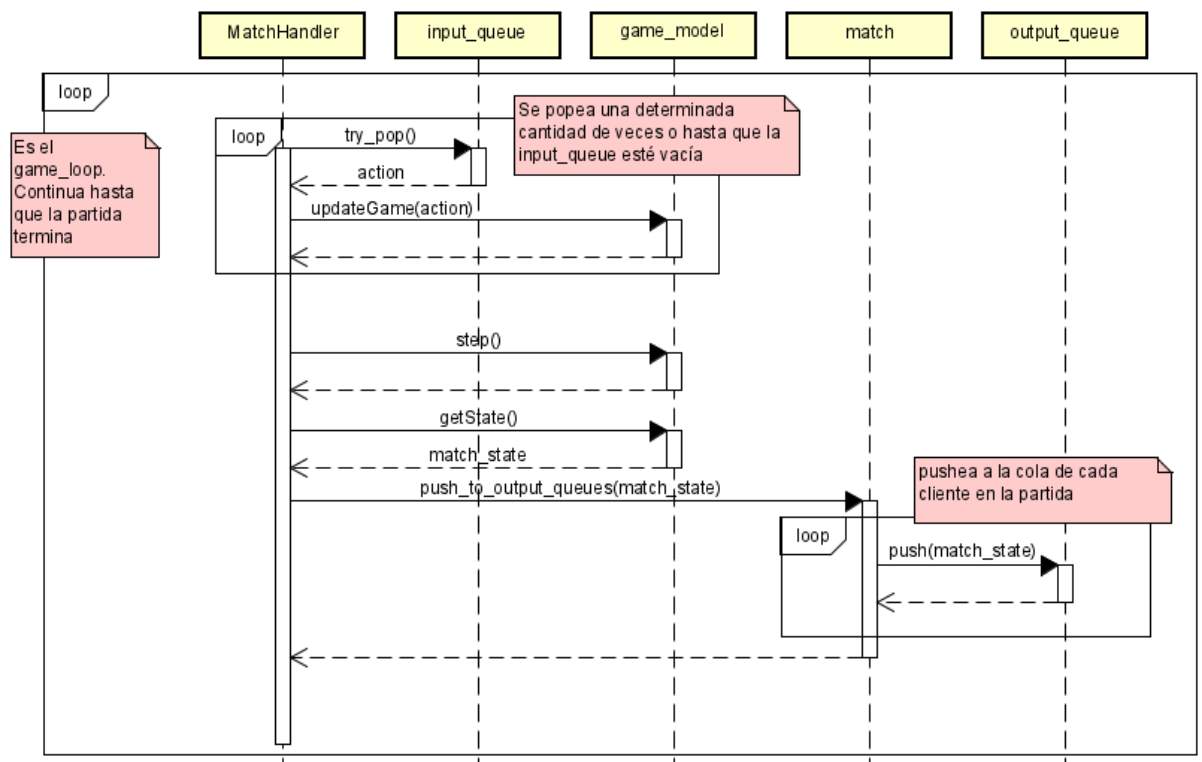 MatchHandler
input_queue
game_model
match
output_queue
loop
Es el
game_loop.
Continua hasta
que la partida
termina
loop
Se popea una determinada
cantidad de veces o hasta que la
input_queue esté vacía
try_pop()
action
updateGame(action)
step()
getState()
match_state
push_to_output_queues(match_state)
pushea a la cola de cada
cliente en la partida
loop
push(match_state)